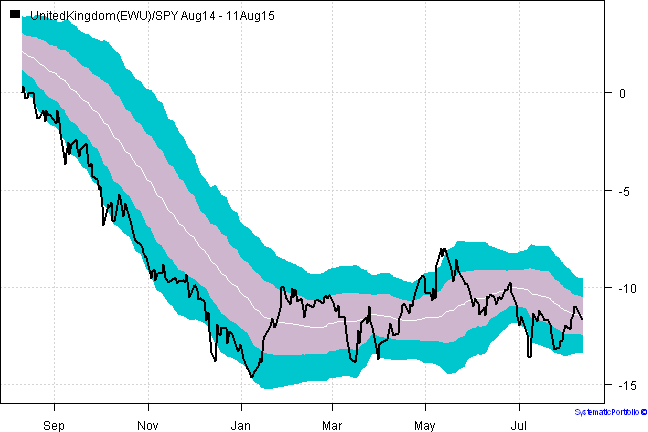 UnitedKingdom(EWU)/SPY Aug14 - 11Aug15
0
-5
-10
-15
SystematicPortfolio ©
Sep Nov Jan Mar May Jul